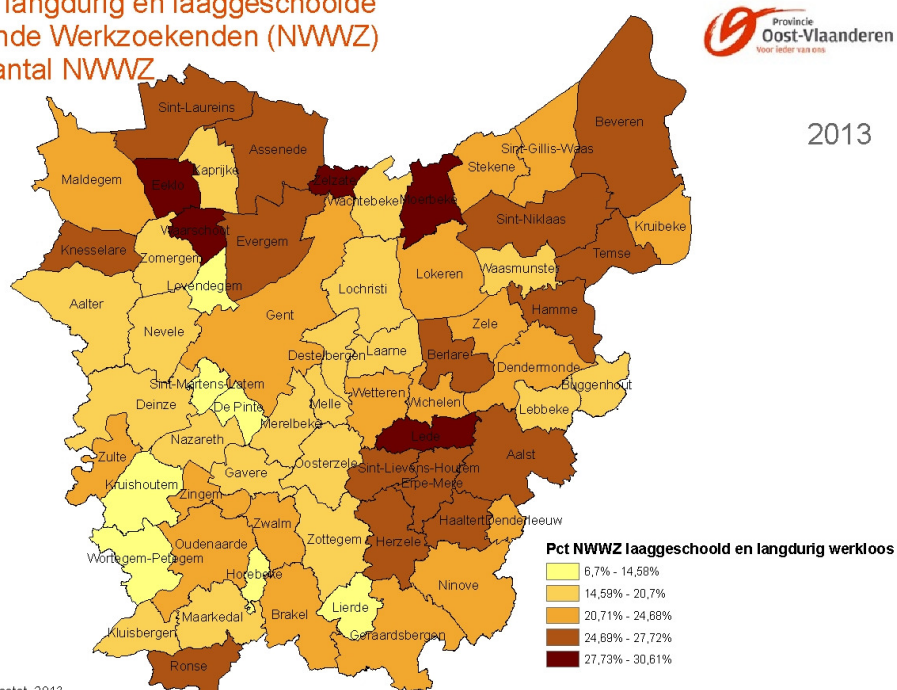 langdurig en laaggeschoolde
nde Werkzoekenden (NWWZ)
antal NWWZ
Provincie
Oost-Vlaanderen
Voor ieder van ons
2013
Sint-Laureins
Beveren
Assenede
Sint-Gillis-Waas
Stekene
Kaprijke
Maldegem
Eeklo
Zelzate
Wachtebeke
Moerbeke
Sint-Niklaas
Kruibeke
Waarschoot
Evergem
Knesselare
Zomergem
Temse
Lokeren
Waasmunster
Lovendegem
Lochristi
Aalter
Hamme
Gent
Zele
Nevele
Destelbergen
Laarne
Berlare
Dendermonde
Sint-Martens-Latem
Buggenhout
Wetteren
Wichelen
Deinze
De Pinte
Melle
Lebbeke
Merelbeke
Nazareth
Lede
Zulte
Aalst
Oosterzele
Sint-Lievens-Houtem
Gavere
Erpe-Mere
Kruishoutem
Zingem
Zwalm
Haaltert
Denderleeuw
Oudenaarde
Zottegem
Herzele
Wortegem-Petegem
Horebeke
Ninove
Lierde
Brakel
Maarkedal
Kluisbergen
Geraardsbergen
Ronse
Pct NWWZ laaggeschoold en langdurig werkloos
6,7% - 14,58%
14,59% - 20,7%
20,71% - 24,68%
24,69% - 27,72%
27,73% - 30,61%